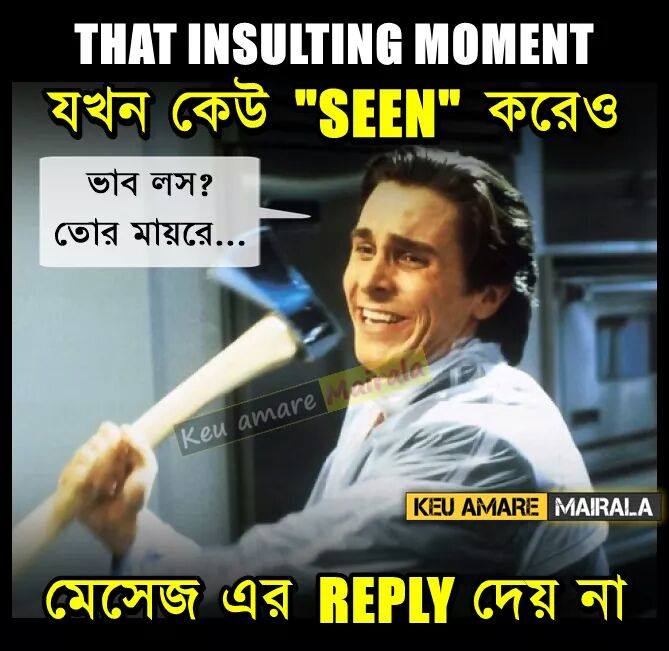 THAT INSULTING MOMENT
যখন কেউ "SEEN" করেও
ভাব লস?
তোর মায়রে...
Keu amare Mairala
KEU AMARE MAIRALA
মেসেজ এর REPLY দেয় না